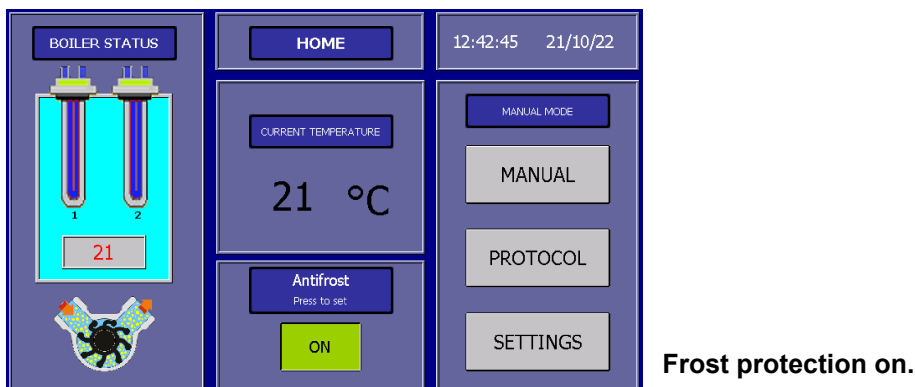 BOILER STATUS
1
2
21
HOME
CURRENT TEMPERATURE
21 °C
Antifrost
Press to set
ON
12:42:45 21/10/22
MANUAL MODE
MANUAL
PROTOCOL
SETTINGS
Frost protection on.